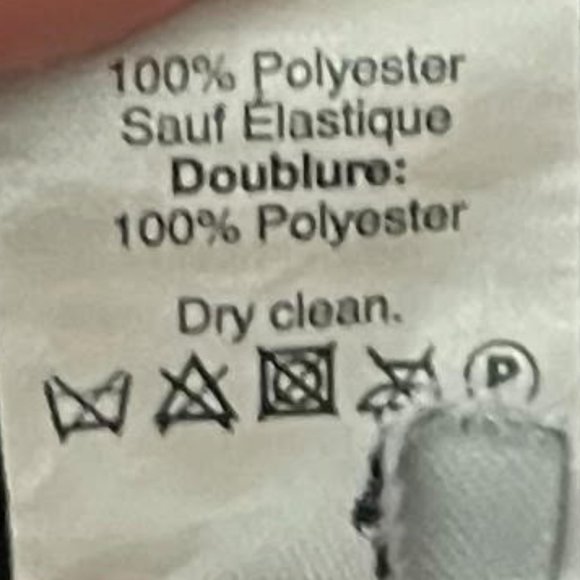 100% Polyester
Sauf Élastique
Doublure:
100% Polyester
Dry clean.
P